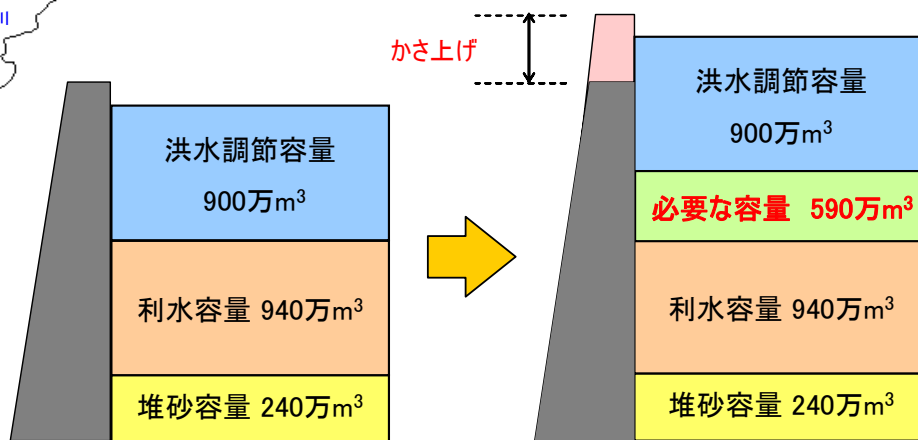 川
洪水調節容量
900万m³
利水容量 940万m³
堆砂容量 240万m³
かさ上げ
洪水調節容量
900万m³
必要な容量 590万m³
利水容量 940万m³
堆砂容量 240万m³